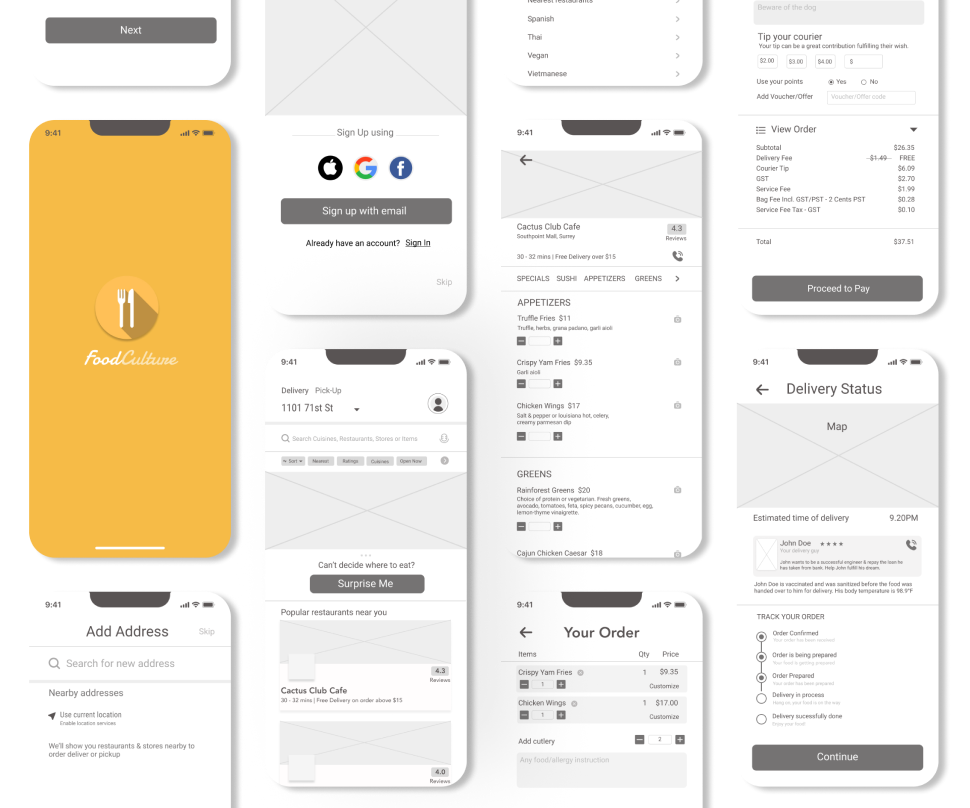 Next
9:41
FoodCulture
9:41
Add Address
Skip
Search for new address
Nearby addresses
Use current location
Enable location services
We'll show you restaurants & stores nearby to
order deliver or pickup
Sign Up using
Sign up with email
Already have an account? Sign In
Skip
9:41
Delivery Pick-Up
1101 71st St
Search Cuisines, Restaurants, Stores or Items
Sort Nearest Ratings Cuisines Open Now
Can't decide where to eat?
Surprise Me
Popular restaurants near you
4.3
Reviews
Cactus Club Cafe
30 - 32 mins | Free Delivery on order above $15
4.0
Reviews
Nearest restaurants
Spanish
Thai
Vegan
Vietmanese
9:41
Cactus Club Cafe
4.3
Southpoint Mall, Surrey
Reviews
30 - 32 mins | Free Delivery over $15
SPECIALS SUSHI APPETIZERS GREENS
APPETIZERS
Truffle Fries $11
Truffle, herbs, grana padano, garli aioli
Crispy Yam Fries $9.35
Garli aioli
Chicken Wings $17
Salt & pepper or louisiana hot, celery,
creamy parmesan dip
GREENS
Rainforest Greens $20
Choice of protein or vegetarian. Fresh greens,
avocado, tomatoes, feta, spicy pecans, cucumber, egg,
lemon-thyme vinaigrette.
Cajun Chicken Caesar $18
9:41
Your Order
Items Qty Price
Crispy Yam Fries 1 $9.35
1 Customize
Chicken Wings 1 $17.00
1 Customize
Add cutlery 2
Any food/allergy instruction
Beware of the dog
Tip your courier
Your tip can be a great contribution fulfilling their wish.
$2.00 $3.00 $4.00 $
Use your points Yes No
Add Voucher/Offer Voucher/Offer code
View Order
Subtotal $26.35
Delivery Fee $1.49 FREE
Courier Tip $6.09
GST $2.70
Service Fee $1.99
Bag Fee Incl. GST/PST - 2 Cents PST $0.28
Service Fee Tax - GST $0.10
Total $37.51
Proceed to Pay
9:41
Delivery Status
Map
Estimated time of delivery 9.20PM
John Doe
Your delivery guy
John wants to be a successful engineer & repay the loan he
has taken from bank. Help John fulfill his dream.
John Doe is vaccinated and was sanitized before the food was
handed over to him for delivery. His body temperature is 98.9°F
TRACK YOUR ORDER
Order Confirmed
Your order has been received
Order is being prepared
Your food is getting prepared
Order Prepared
Your order has been prepared
Delivery in process
Hang on, your food is on the way
Delivery sucessfully done
Enjoy your food!
Continue